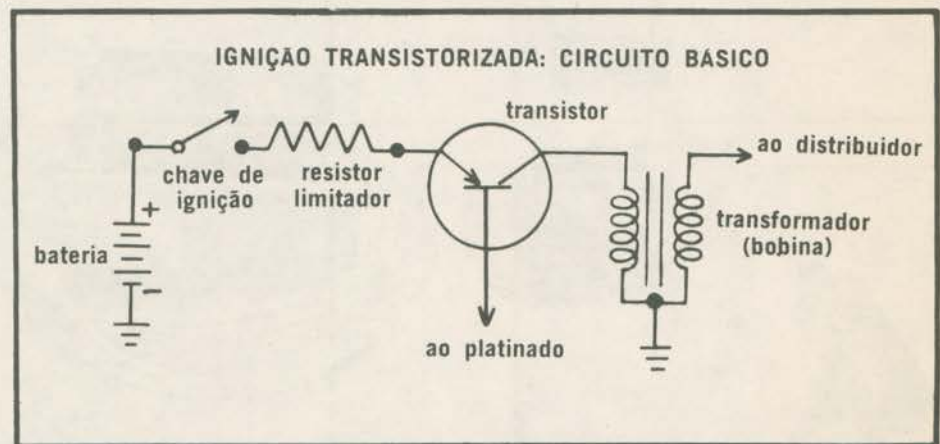 IGNIÇÃO TRANSISTORIZADA: CIRCUITO BÁSICO
transistor
ao distribuidor
chave de
ignição
resistor
limitador
+
bateria
transformador
(bobina)
−
ao platinado